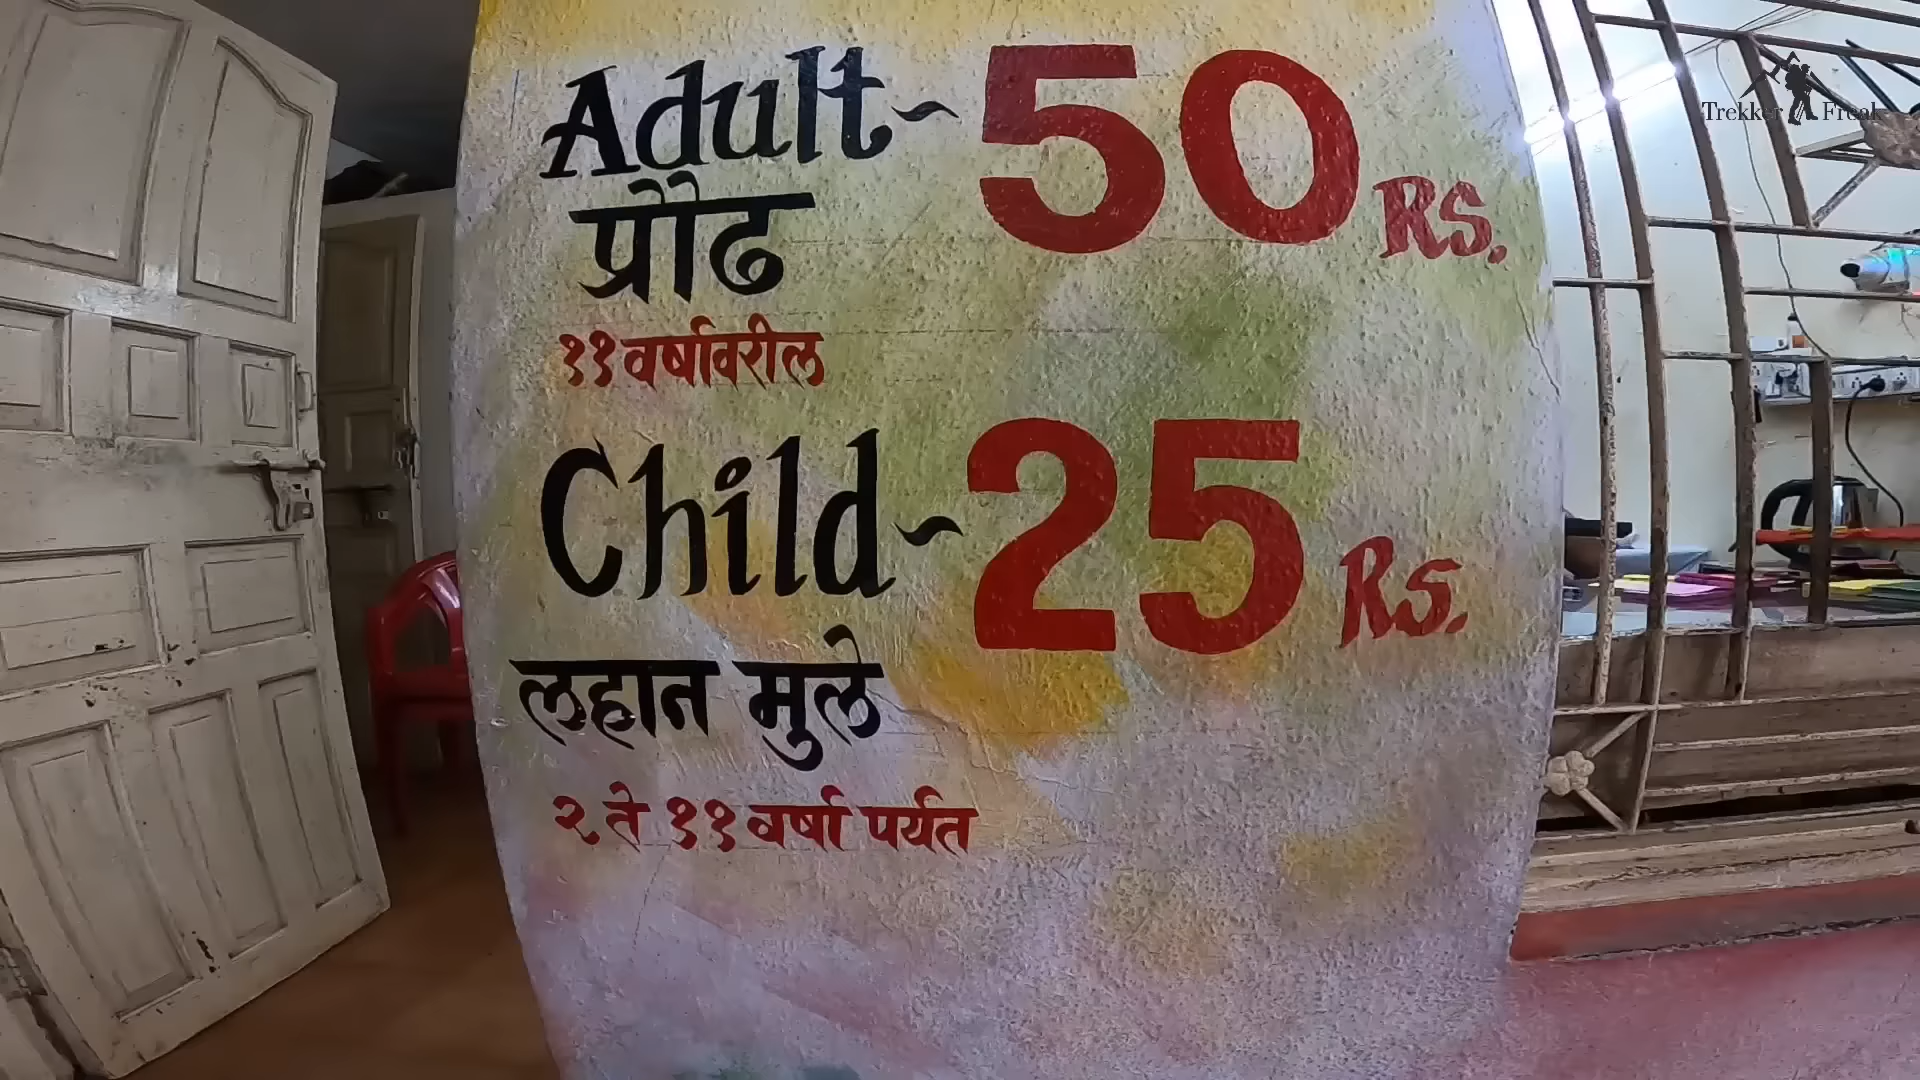 Adult~ 50 RS.
प्रौढ
११ वर्षावरील
Child~ 25 Rs.
लहान मुले
२ ते ११ वर्षा पर्यत
Trekker Freak